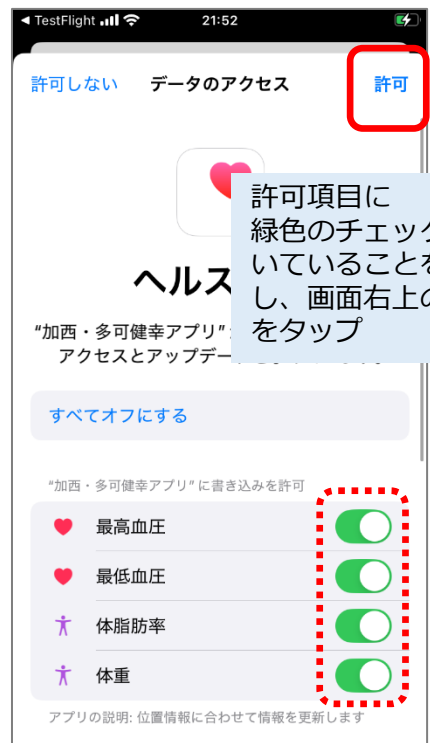 TestFlight
21:52
許可しない
データのアクセス
許可
許可項目に
緑色のチェッ
いていることを
し、画面右上の
をタップ
ヘルス
“加西・多可健幸アプリ”
アクセスとアップデー
すべてオフにする
“加西・多可健幸アプリ” に書き込みを許可
最高血圧
最低血圧
体脂肪率
体重
アプリの説明: 位置情報に合わせて情報を更新します